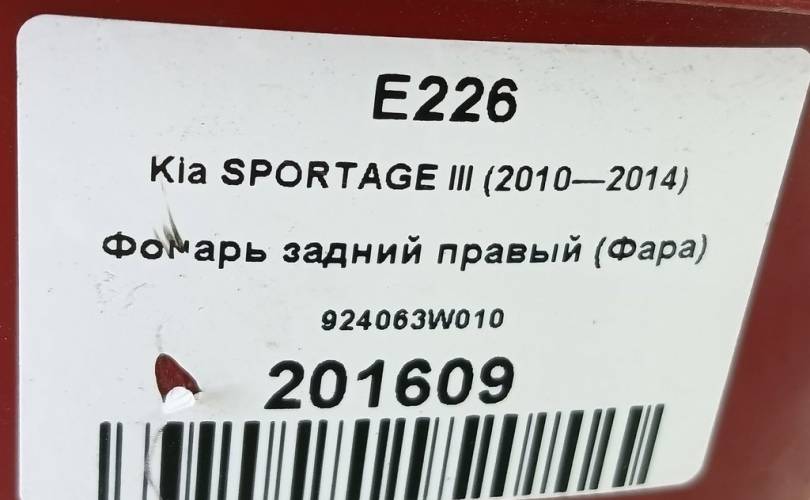 E226
Kia SPORTAGE III (2010—2014)
Фонарь задний правый (Фара)
924063W010
201609